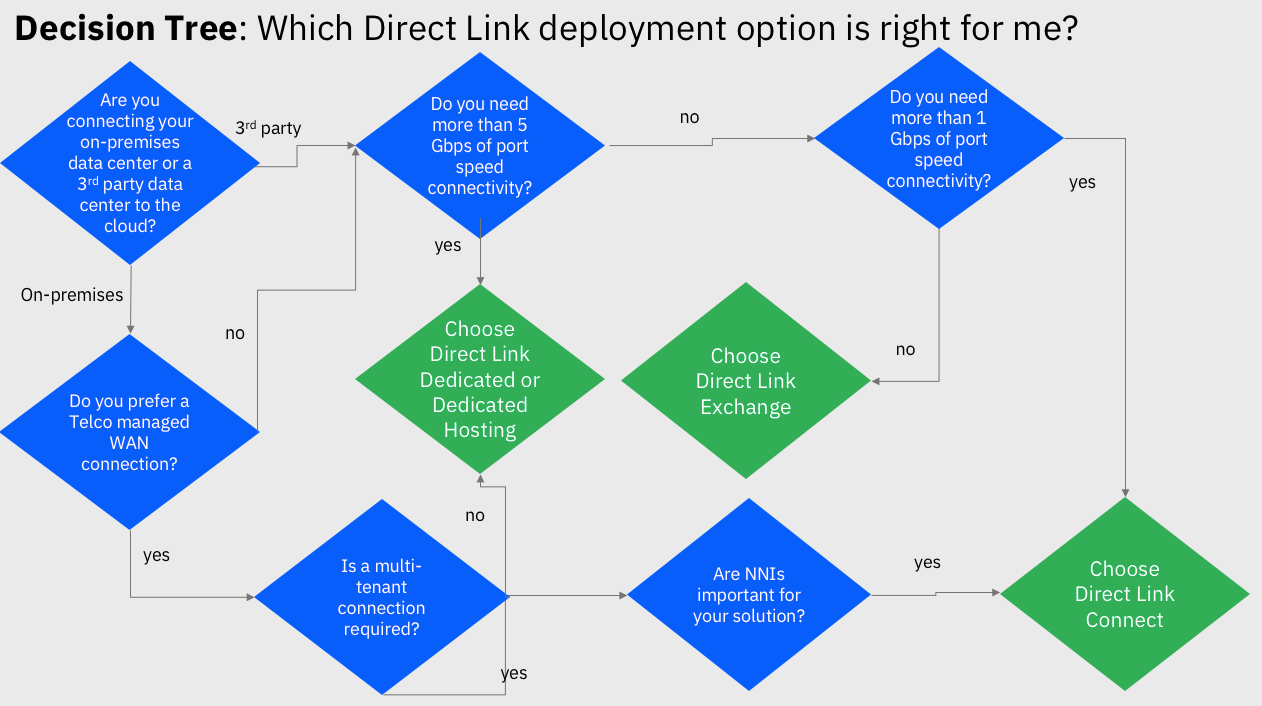 Decision Tree: Which Direct Link deployment option is right for me?
Are you
connecting your
on-premises
data center or a
3rd party data
center to the
cloud?
3rd party
Do you need
more than 5
Gbps of port
speed
connectivity?
no
Do you need
more than 1
Gbps of port
speed
connectivity?
yes
yes
On-premises
no
Choose
Direct Link
Dedicated or
Dedicated
Hosting
Choose
Direct Link
Exchange
no
Do you prefer a
Telco managed
WAN
connection?
yes
no
Is a multi-
tenant
connection
required?
yes
Are NNIs
important for
your solution?
yes
Choose
Direct Link
Connect